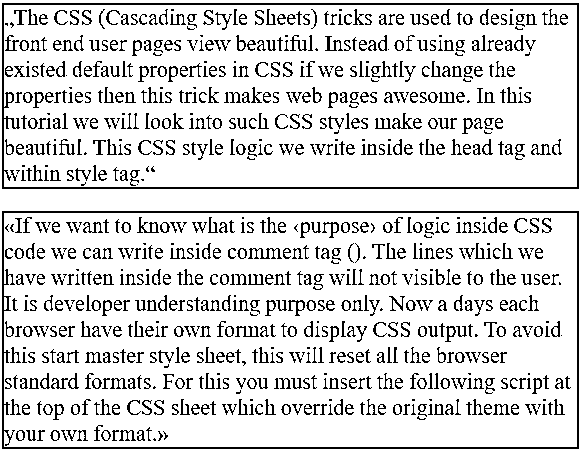 „The CSS (Cascading Style Sheets) tricks are used to design the
front end user pages view beautiful. Instead of using already
existed default properties in CSS if we slightly change the
properties then this trick makes web pages awesome. In this
tutorial we will look into such CSS styles make our page
beautiful. This CSS style logic we write inside the head tag and
within style tag.“
«If we want to know what is the ‹purpose› of logic inside CSS
code we can write inside comment tag (). The lines which we
have written inside the comment tag will not visible to the user.
It is developer understanding purpose only. Now a days each
browser have their own format to display CSS output. To avoid
this start master style sheet, this will reset all the browser
standard formats. For this you must insert the following script at
the top of the CSS sheet which override the original theme with
your own format.»